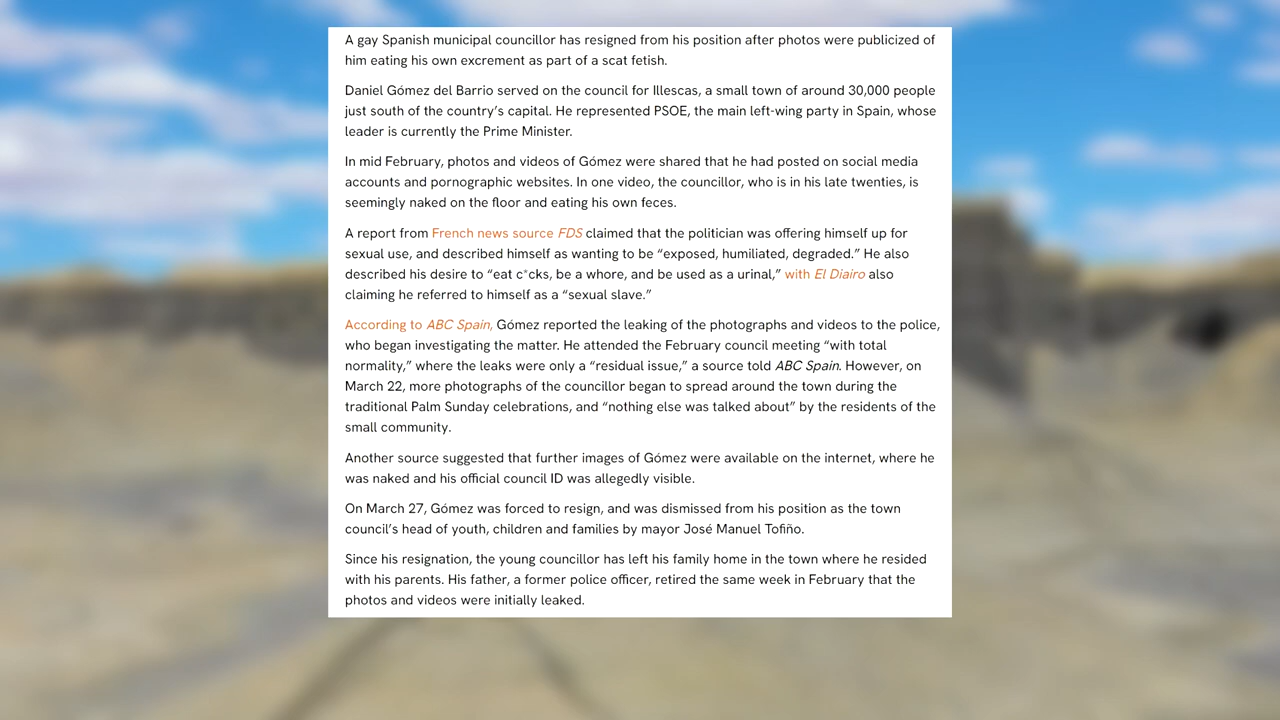 A gay Spanish municipal councillor has resigned from his position after photos were publicized of
him eating his own excrement as part of a scat fetish.
Daniel Gómez del Barrio served on the council for Illescas, a small town of around 30,000 people
just south of the country’s capital. He represented PSOE, the main left-wing party in Spain, whose
leader is currently the Prime Minister.
In mid February, photos and videos of Gómez were shared that he had posted on social media
accounts and pornographic websites. In one video, the councillor, who is in his late twenties, is
seemingly naked on the floor and eating his own feces.
A report from French news source FDS claimed that the politician was offering himself up for
sexual use, and described himself as wanting to be “exposed, humiliated, degraded.” He also
described his desire to “eat c*cks, be a whore, and be used as a urinal,” with El Diairo also
claiming he referred to himself as a “sexual slave.”
According to ABC Spain, Gómez reported the leaking of the photographs and videos to the police,
who began investigating the matter. He attended the February council meeting “with total
normality,” where the leaks were only a “residual issue,” a source told ABC Spain. However, on
March 22, more photographs of the councillor began to spread around the town during the
traditional Palm Sunday celebrations, and “nothing else was talked about” by the residents of the
small community.
Another source suggested that further images of Gómez were available on the internet, where he
was naked and his official council ID was allegedly visible.
On March 27, Gómez was forced to resign, and was dismissed from his position as the town
council’s head of youth, children and families by mayor José Manuel Tofiño.
Since his resignation, the young councillor has left his family home in the town where he resided
with his parents. His father, a former police officer, retired the same week in February that the
photos and videos were initially leaked.